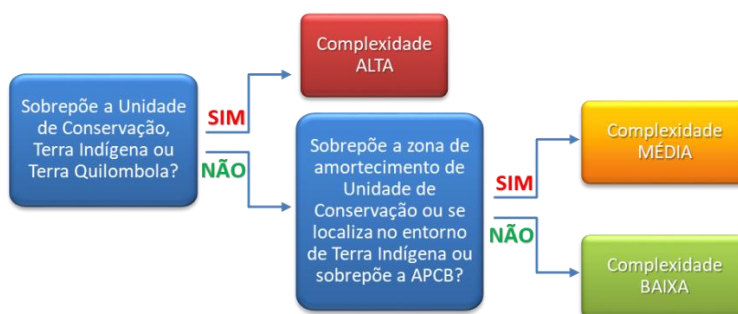 Sobrepõe a Unidade
de Conservação,
Terra Indígena ou
Terra Quilombola?
SIM
Complexidade
ALTA
NÃO
Sobrepõe a zona de
amortecimento de
Unidade de
Conservação ou se
localiza no entorno
de Terra Indígena ou
sobrepõe a APCB?
SIM
Complexidade
MÉDIA
NÃO
Complexidade
BAIXA